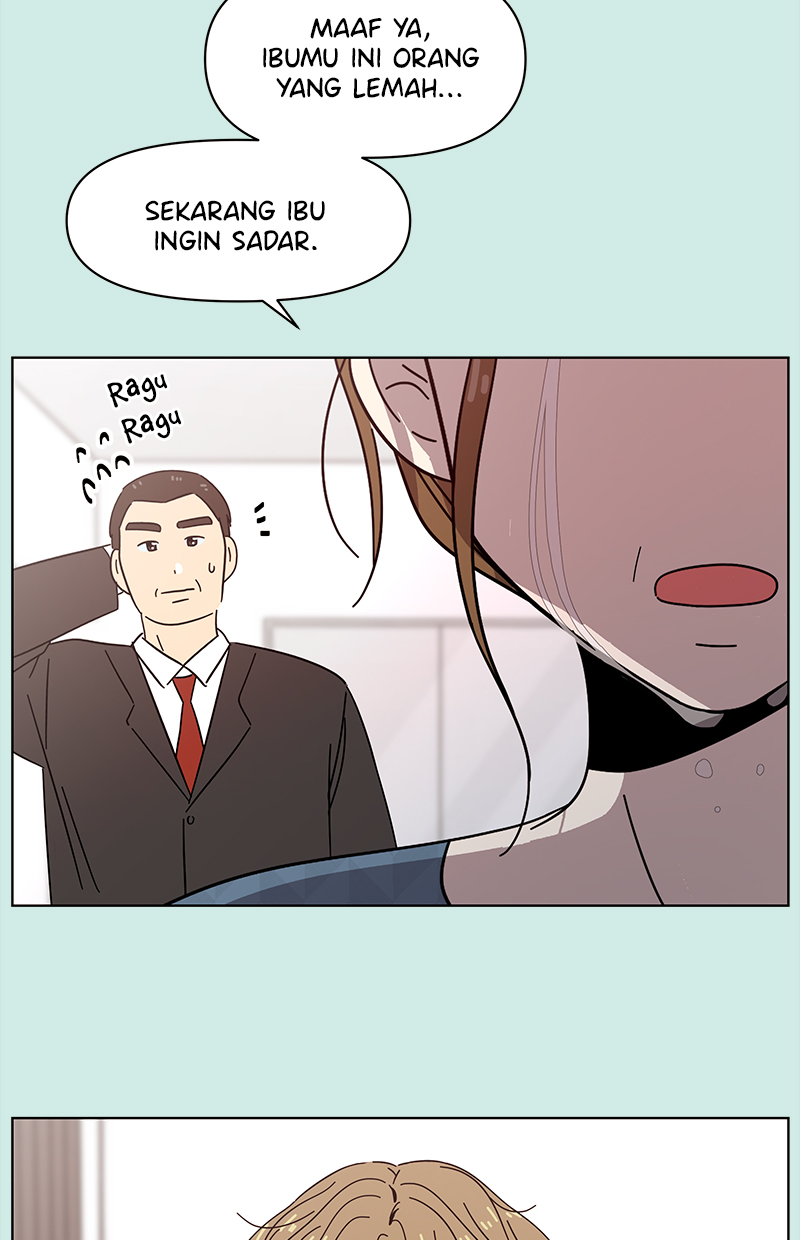 MAAF YA,
IBUMU INI ORANG
YANG LEMAH...
SEKARANG IBU
INGIN SADAR.
Ragu
Ragu